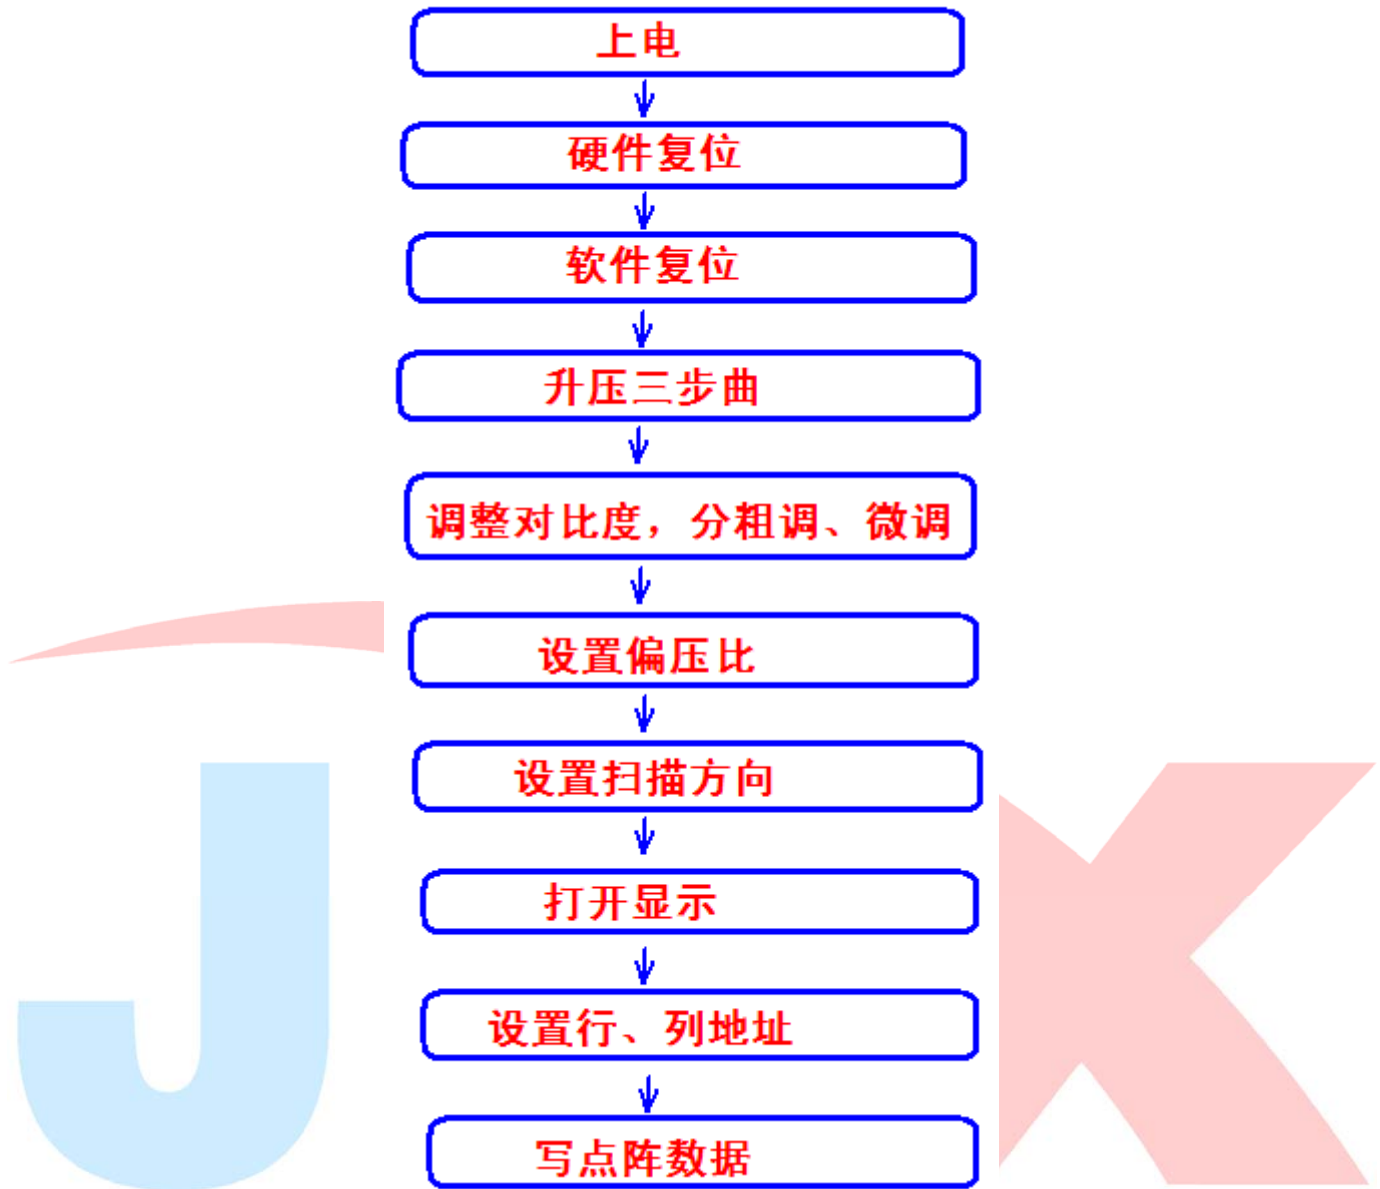 上电
硬件复位
软件复位
升压三步曲
调整对比度，分粗调、微调
设置偏压比
设置扫描方向
打开显示
设置行、列地址
写点阵数据
J X